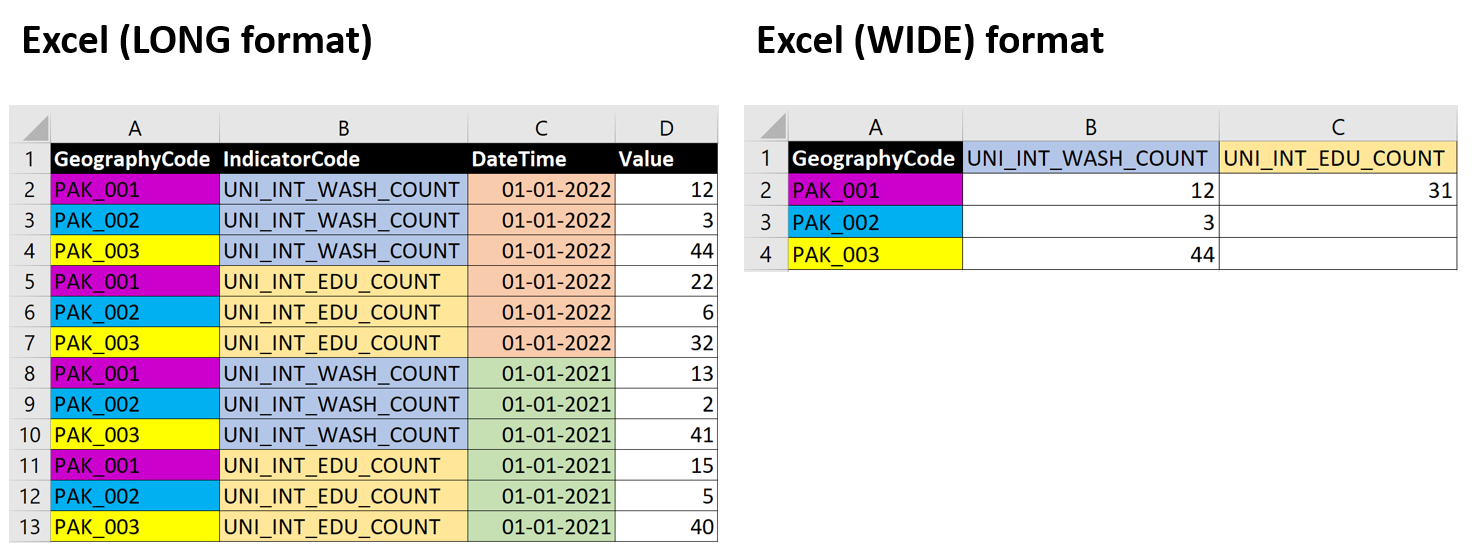 Excel (LONG format)
A B C D
1 GeographyCode IndicatorCode DateTime Value
2 PAK_001 UNI_INT_WASH_COUNT 01-01-2022 12
3 PAK_002 UNI_INT_WASH_COUNT 01-01-2022 3
4 PAK_003 UNI_INT_WASH_COUNT 01-01-2022 44
5 PAK_001 UNI_INT_EDU_COUNT 01-01-2022 22
6 PAK_002 UNI_INT_EDU_COUNT 01-01-2022 6
7 PAK_003 UNI_INT_EDU_COUNT 01-01-2022 32
8 PAK_001 UNI_INT_WASH_COUNT 01-01-2021 13
9 PAK_002 UNI_INT_WASH_COUNT 01-01-2021 2
10 PAK_003 UNI_INT_WASH_COUNT 01-01-2021 41
11 PAK_001 UNI_INT_EDU_COUNT 01-01-2021 15
12 PAK_002 UNI_INT_EDU_COUNT 01-01-2021 5
13 PAK_003 UNI_INT_EDU_COUNT 01-01-2021 40
Excel (WIDE) format
A B C
1 GeographyCode UNI_INT_WASH_COUNT UNI_INT_EDU_COUNT
2 PAK_001 12 31
3 PAK_002 3
4 PAK_003 44